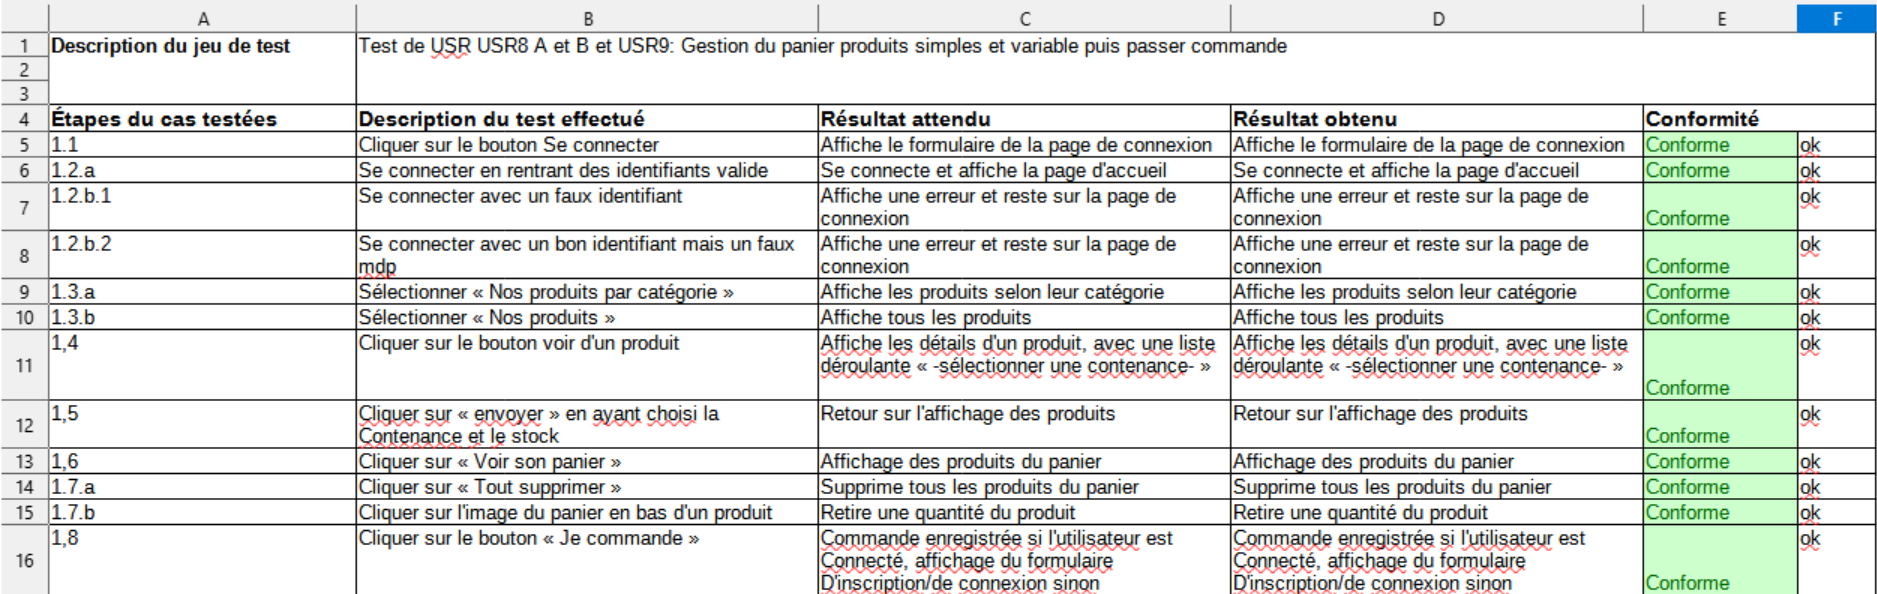 A B C D E F
1 Description du jeu de test Test de USR USR8 A et B et USR9: Gestion du panier produits simples et variable puis passer commande
2
3
4 Étapes du cas testées Description du test effectué Résultat attendu Résultat obtenu Conformité
5 1.1 Cliquer sur le bouton Se connecter Affiche le formulaire de la page de connexion Affiche le formulaire de la page de connexion Conforme ok
6 1.2.a Se connecter en rentrant des identifiants valide Se connecte et affiche la page d'accueil Se connecte et affiche la page d'accueil Conforme ok
7 1.2.b.1 Se connecter avec un faux identifiant Affiche une erreur et reste sur la page de Affiche une erreur et reste sur la page de ok
connexion connexion Conforme
8 1.2.b.2 Se connecter avec un bon identifiant mais un faux Affiche une erreur et reste sur la page de Affiche une erreur et reste sur la page de ok
mdp connexion connexion Conforme
9 1.3.a Sélectionner « Nos produits par catégorie » Affiche les produits selon leur catégorie Affiche les produits selon leur catégorie Conforme ok
10 1.3.b Sélectionner « Nos produits » Affiche tous les produits Affiche tous les produits Conforme ok
11 1,4 Cliquer sur le bouton voir d'un produit Affiche les détails d'un produit, avec une liste Affiche les détails d'un produit, avec une liste ok
déroulante « -sélectionner une contenance- » déroulante « -sélectionner une contenance- »
Conforme
12 1,5 Cliquer sur « envoyer » en ayant choisi la Retour sur l'affichage des produits Retour sur l'affichage des produits ok
Contenance et le stock Conforme
13 1,6 Cliquer sur « Voir son panier » Affichage des produits du panier Affichage des produits du panier Conforme ok
14 1.7.a Cliquer sur « Tout supprimer » Supprime tous les produits du panier Supprime tous les produits du panier Conforme ok
15 1.7.b Cliquer sur l'image du panier en bas d'un produit Retire une quantité du produit Retire une quantité du produit Conforme ok
16 1,8 Cliquer sur le bouton « Je commande » Commande enregistrée si l'utilisateur est Commande enregistrée si l'utilisateur est ok
Connecté, affichage du formulaire Connecté, affichage du formulaire
D'inscription/de connexion sinon D'inscription/de connexion sinon Conforme